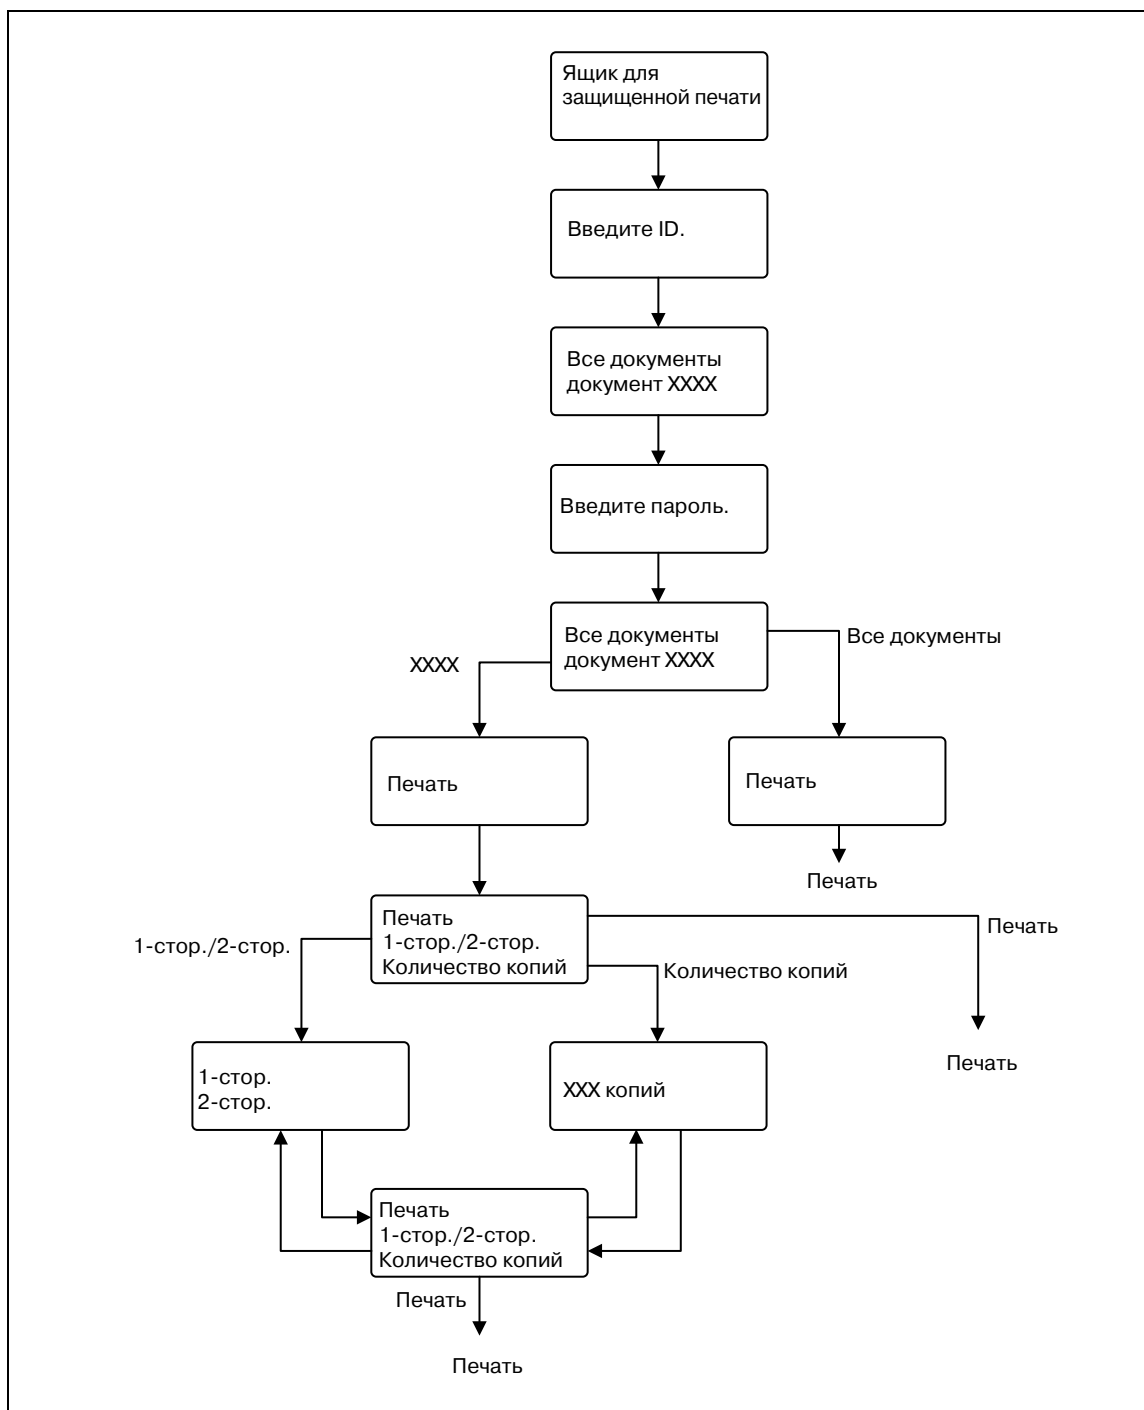 Ящик для
защищенной печати
Введите ID.
Все документы
документ XXXX
Введите пароль.
Все документы
документ XXXX
Все документы
XXXX
Печать
Печать
Печать
Печать
1-стор./2-стор.
Количество копий
Печать
1-стор./2-стор.
Количество копий
Печать
1-стор.
2-стор.
XXX копий
Печать
1-стор./2-стор.
Количество копий
Печать
Печать